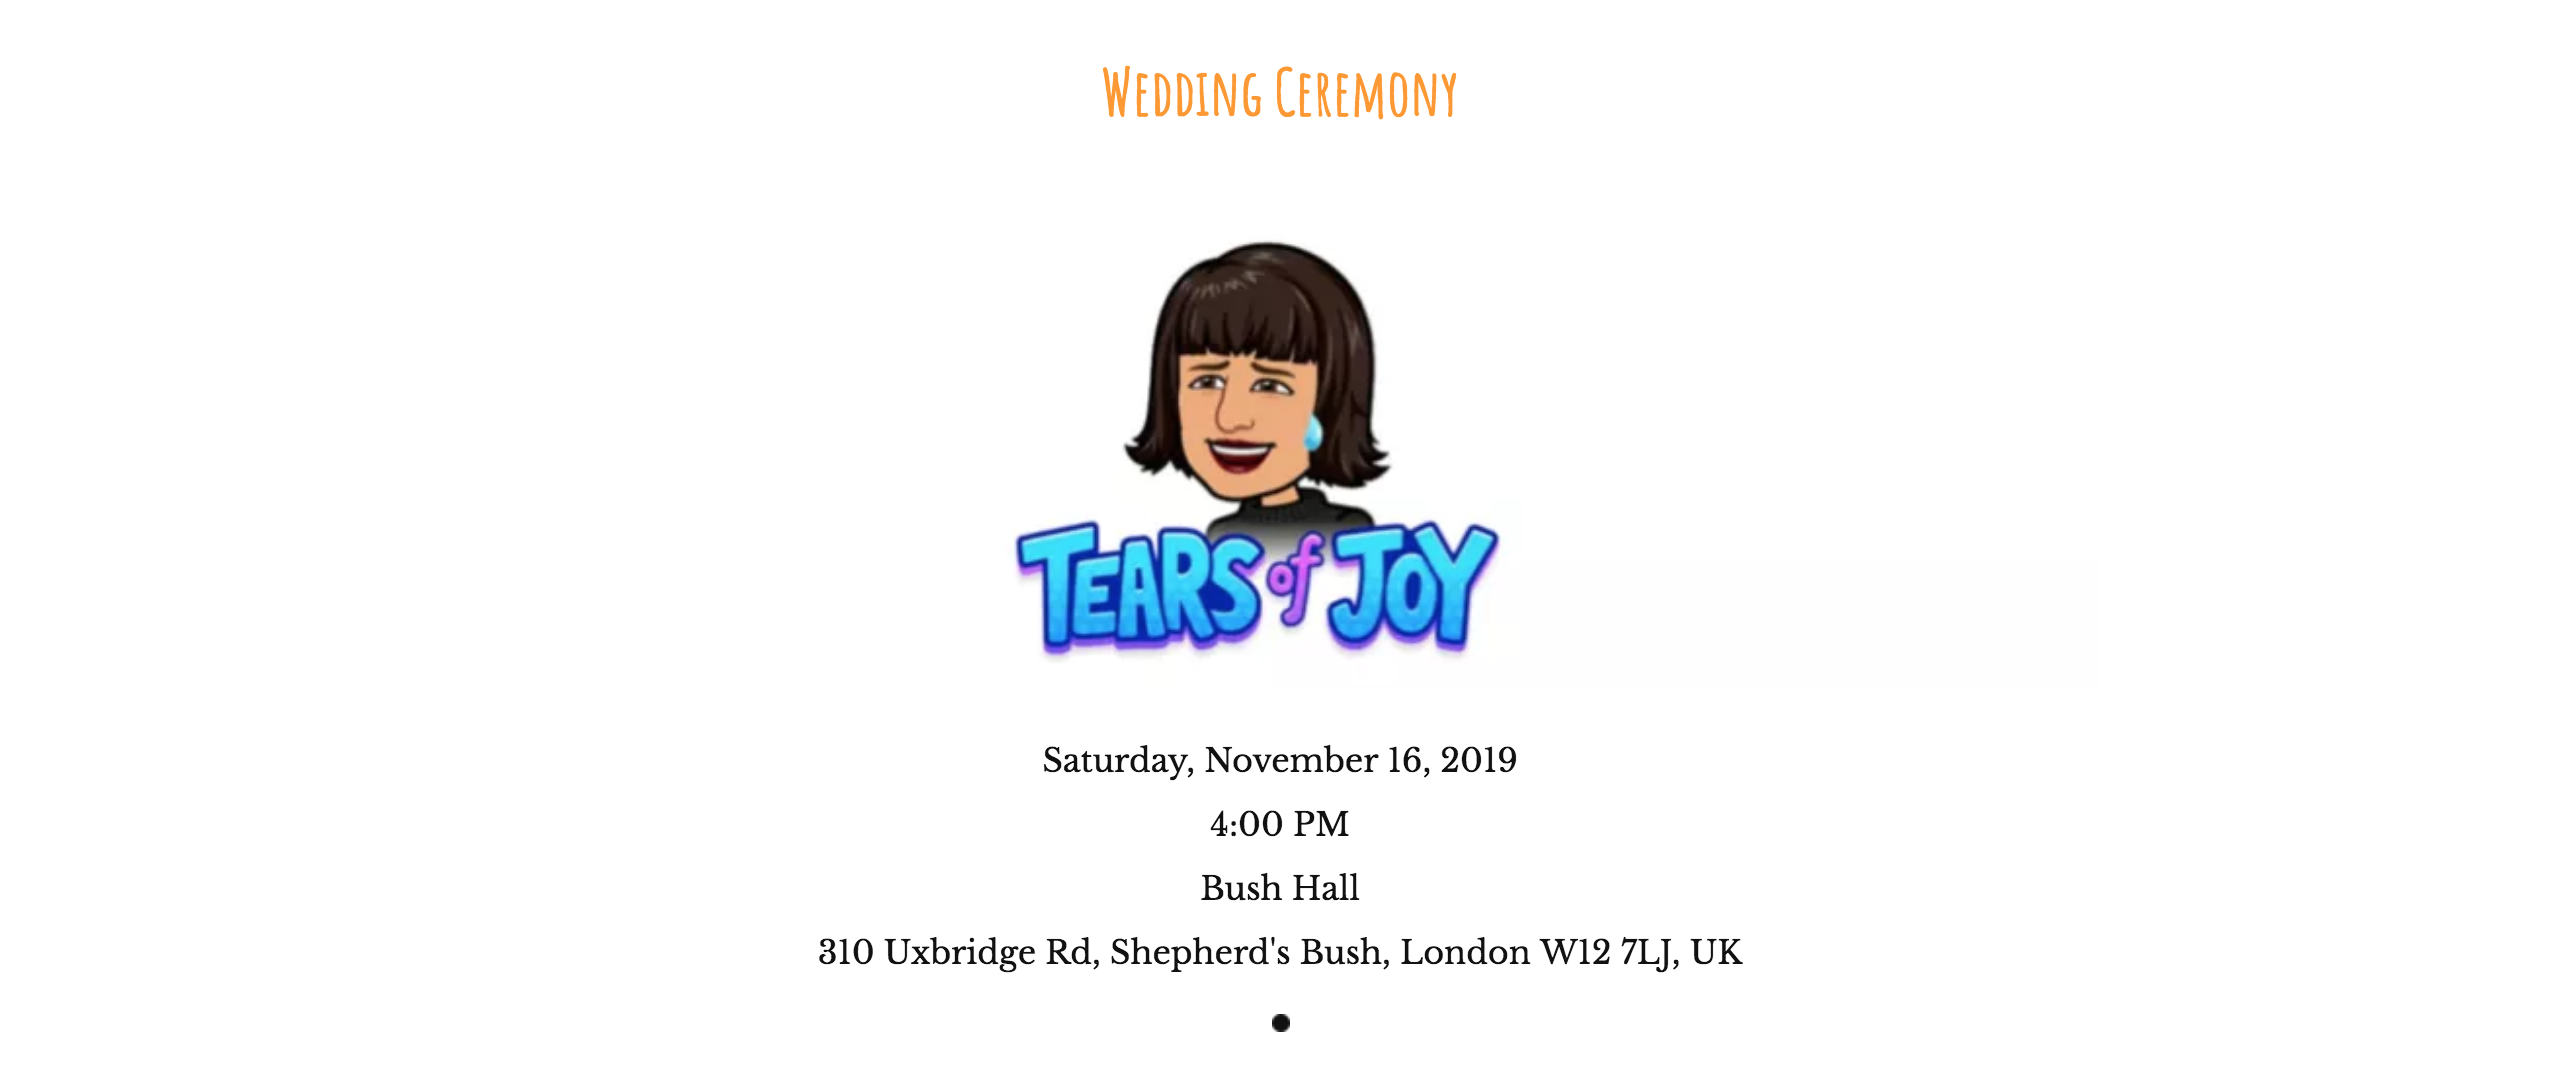 Wedding Ceremony
TEARS of JOY
Saturday, November 16, 2019
4:00 PM
Bush Hall
310 Uxbridge Rd, Shepherd's Bush, London W12 7LJ, UK